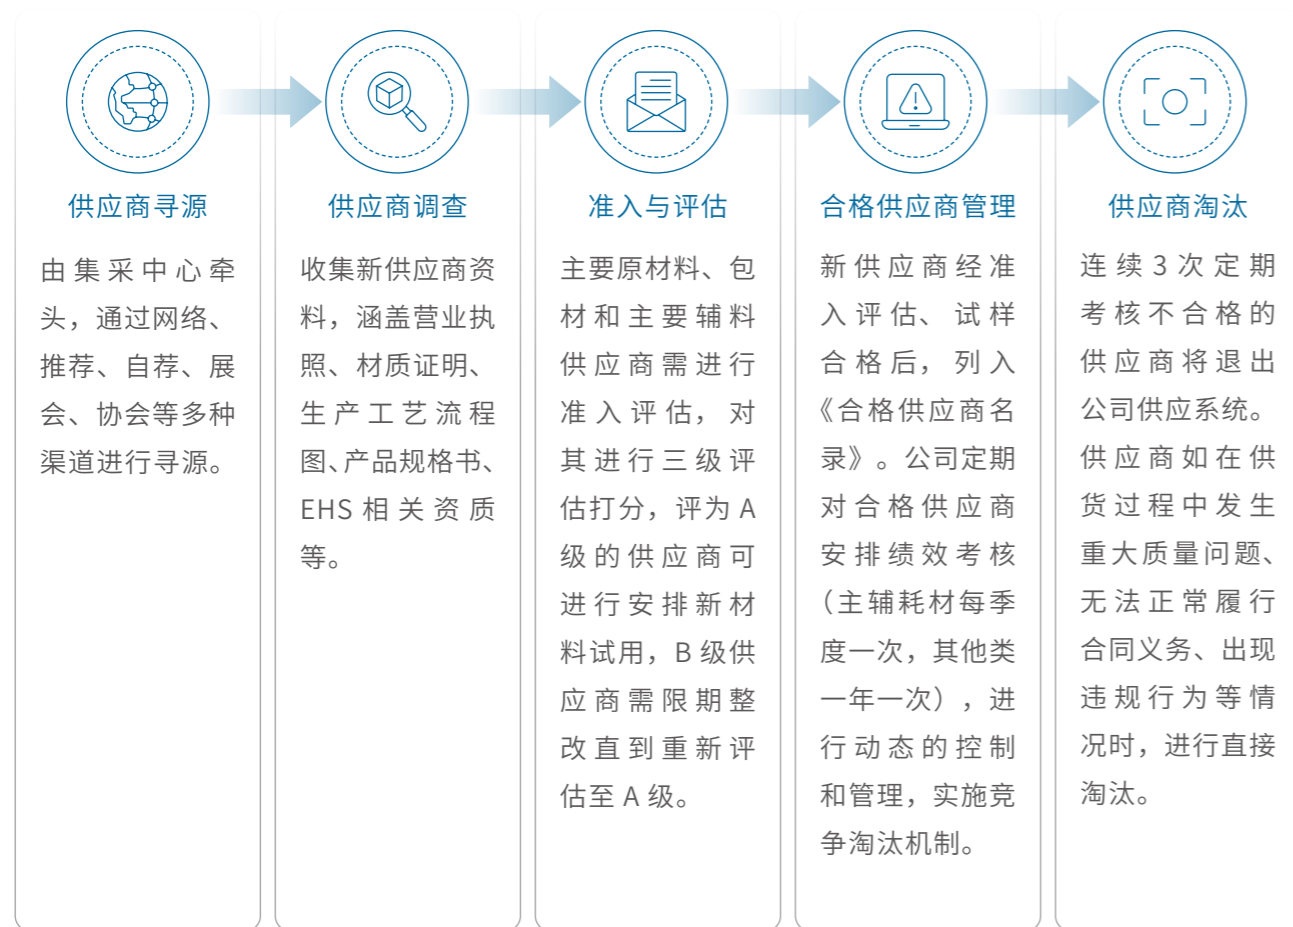 供应商寻源
由集采中心牵
头，通过网络、
推荐、自荐、展
会、协会等多种
渠道进行寻源。
供应商调查
收集新供应商资
料，涵盖营业执
照、材质证明、
生产工艺流程
图、产品规格书、
EHS 相关资质
等。
准入与评估
主要原材料、包
材和主要辅料
供应商需进行
准入评估，对
其进行三级评
估打分，评为 A
级的供应商可
进行安排新材
料试用，B 级供
应商需限期整
改直到重新评
估至 A 级。
合格供应商管理
新供应商经准
入评估、试样
合格后，列入
《合格供应商名
录》。公司定期
对合格供应商
安排绩效考核
（主辅耗材每季
度一次，其他类
一年一次），进
行动态的控制
和管理，实施竞
争淘汰机制。
供应商淘汰
连续 3 次定期
考核不合格的
供应商将退出
公司供应系统。
供应商如在供
货过程中发生
重大质量问题、
无法正常履行
合同义务、出现
违规行为等情
况时，进行直接
淘汰。